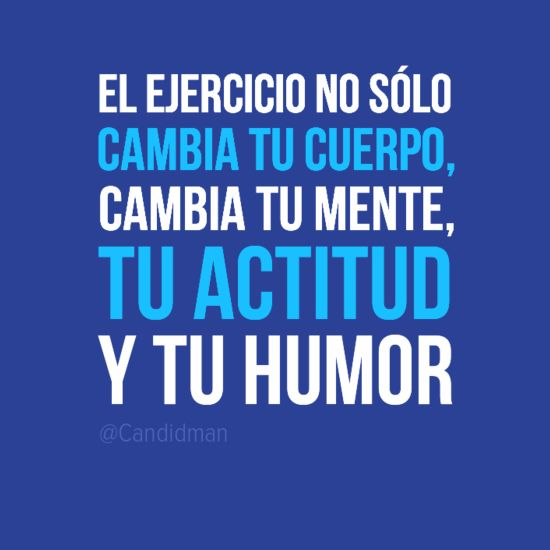 EL EJERCICIO NO SÓLO
CAMBIA TU CUERPO,
CAMBIA TU MENTE,
TU ACTITUD
Y TU HUMOR
@Candidman